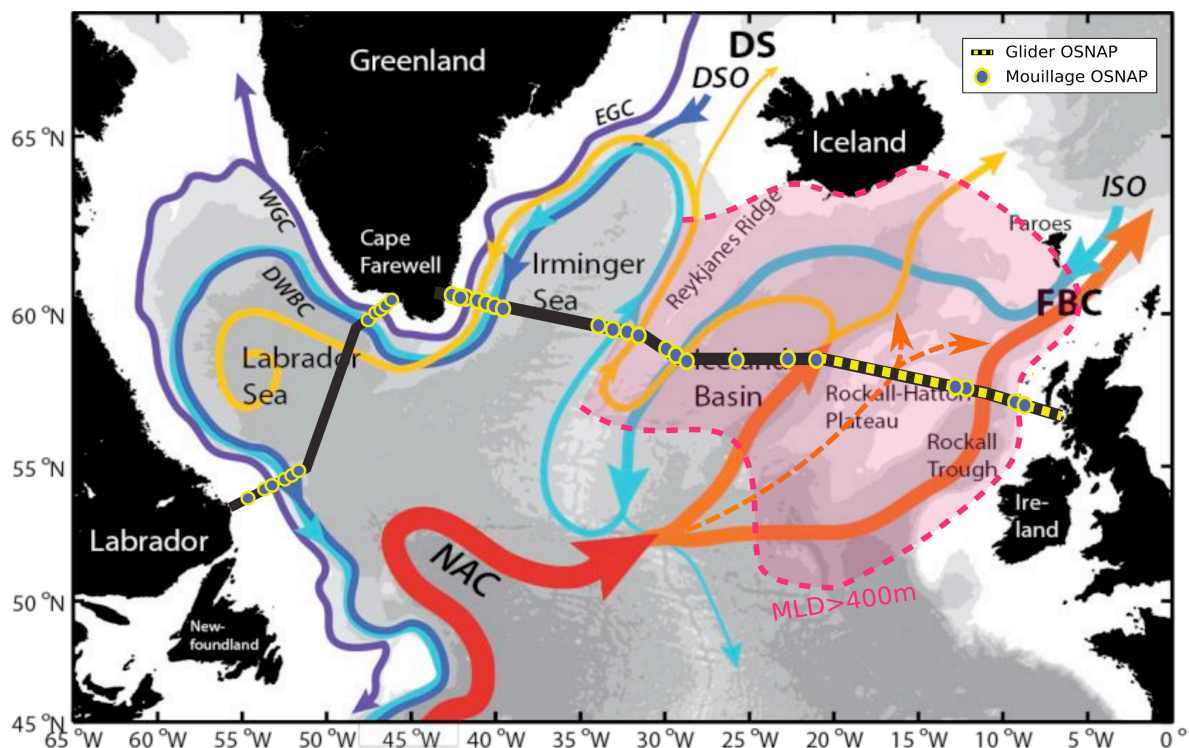 Greenland
DS
DSO
EGC
Glider OSNAP
Mouillage OSNAP
65 °N
Iceland
ISO
WGC
Cape
Farewell
Reykjanes Ridge
Faroes
Irminger
Sea
DWBC
60 °N
FBC
Labrador
Sea
Iceland
Basin
Rockall-Hatton
Plateau
Rockall
Trough
55 °N
Ire-
land
Labrador
NAC
MLD>400m
50 °N
New-
foundland
45 °N
65 °W 60 °W 55 °W 50 °W 45 °W 40 °W 35 °W 30 °W 25 °W 20 °W 15 °W 10 °W 5 °W 0 °